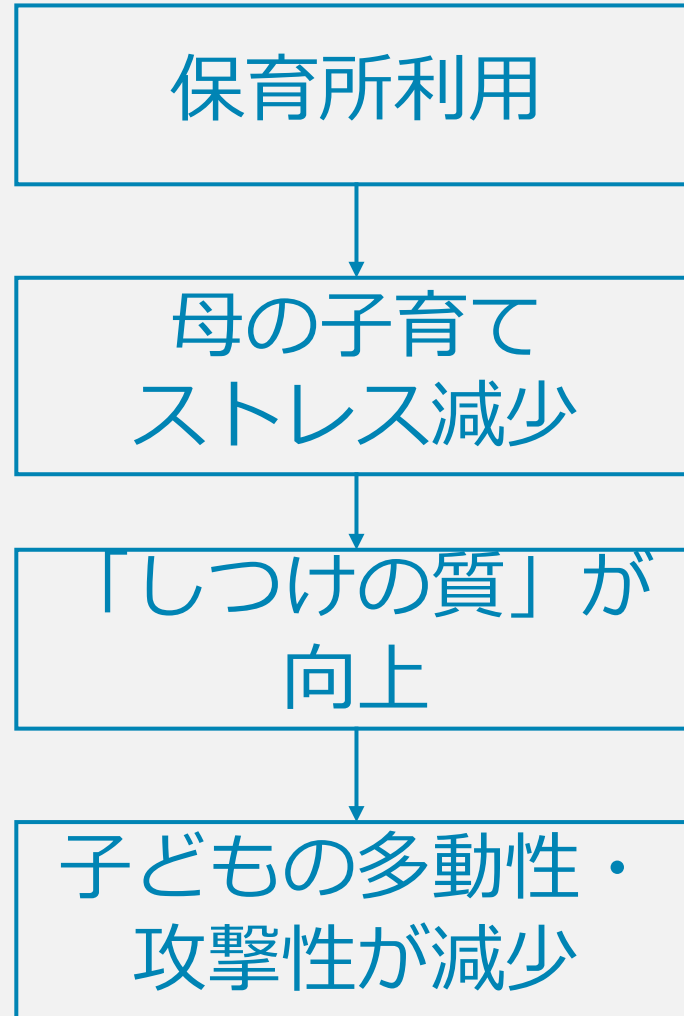 保育所利用
母の子育て
ストレス減少
「しつけの質」が
向上
子どもの多動性・
攻撃性が減少